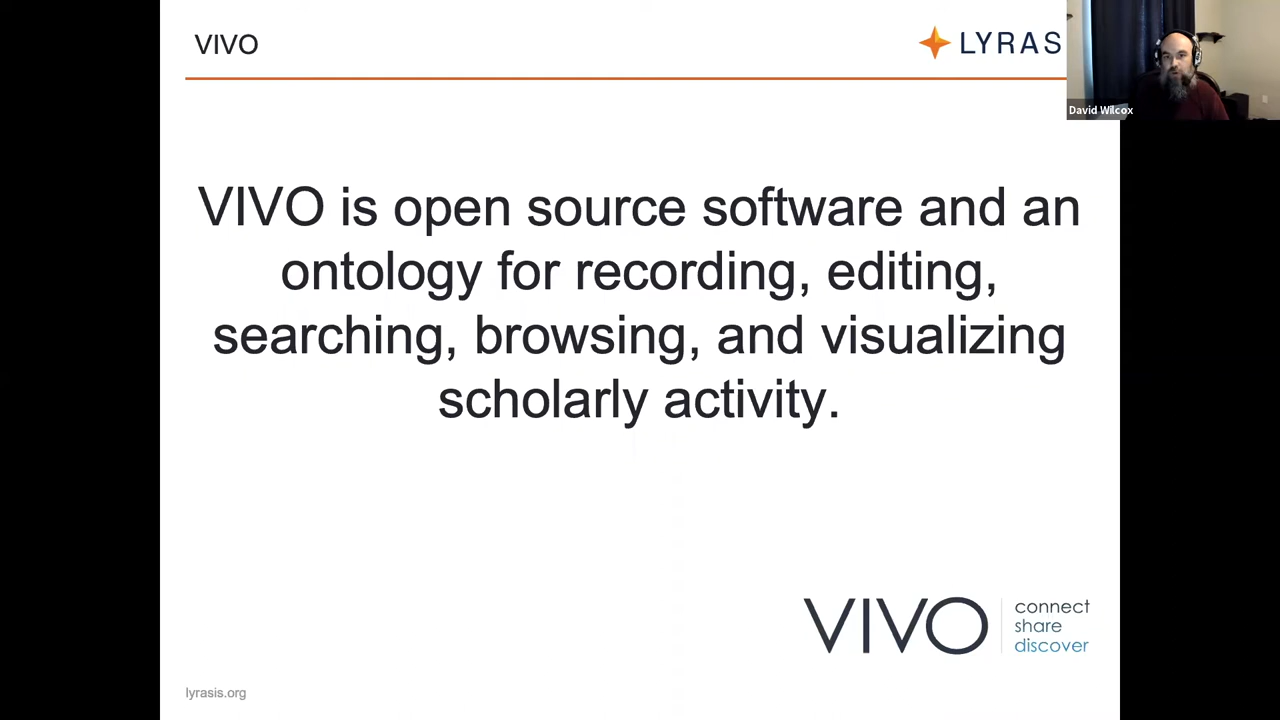 VIVO
LYRAS
David Wilcox
VIVO is open source software and an
ontology for recording, editing,
searching, browsing, and visualizing
scholarly activity.
VIVO
connect
share
discover
lyrasis.org